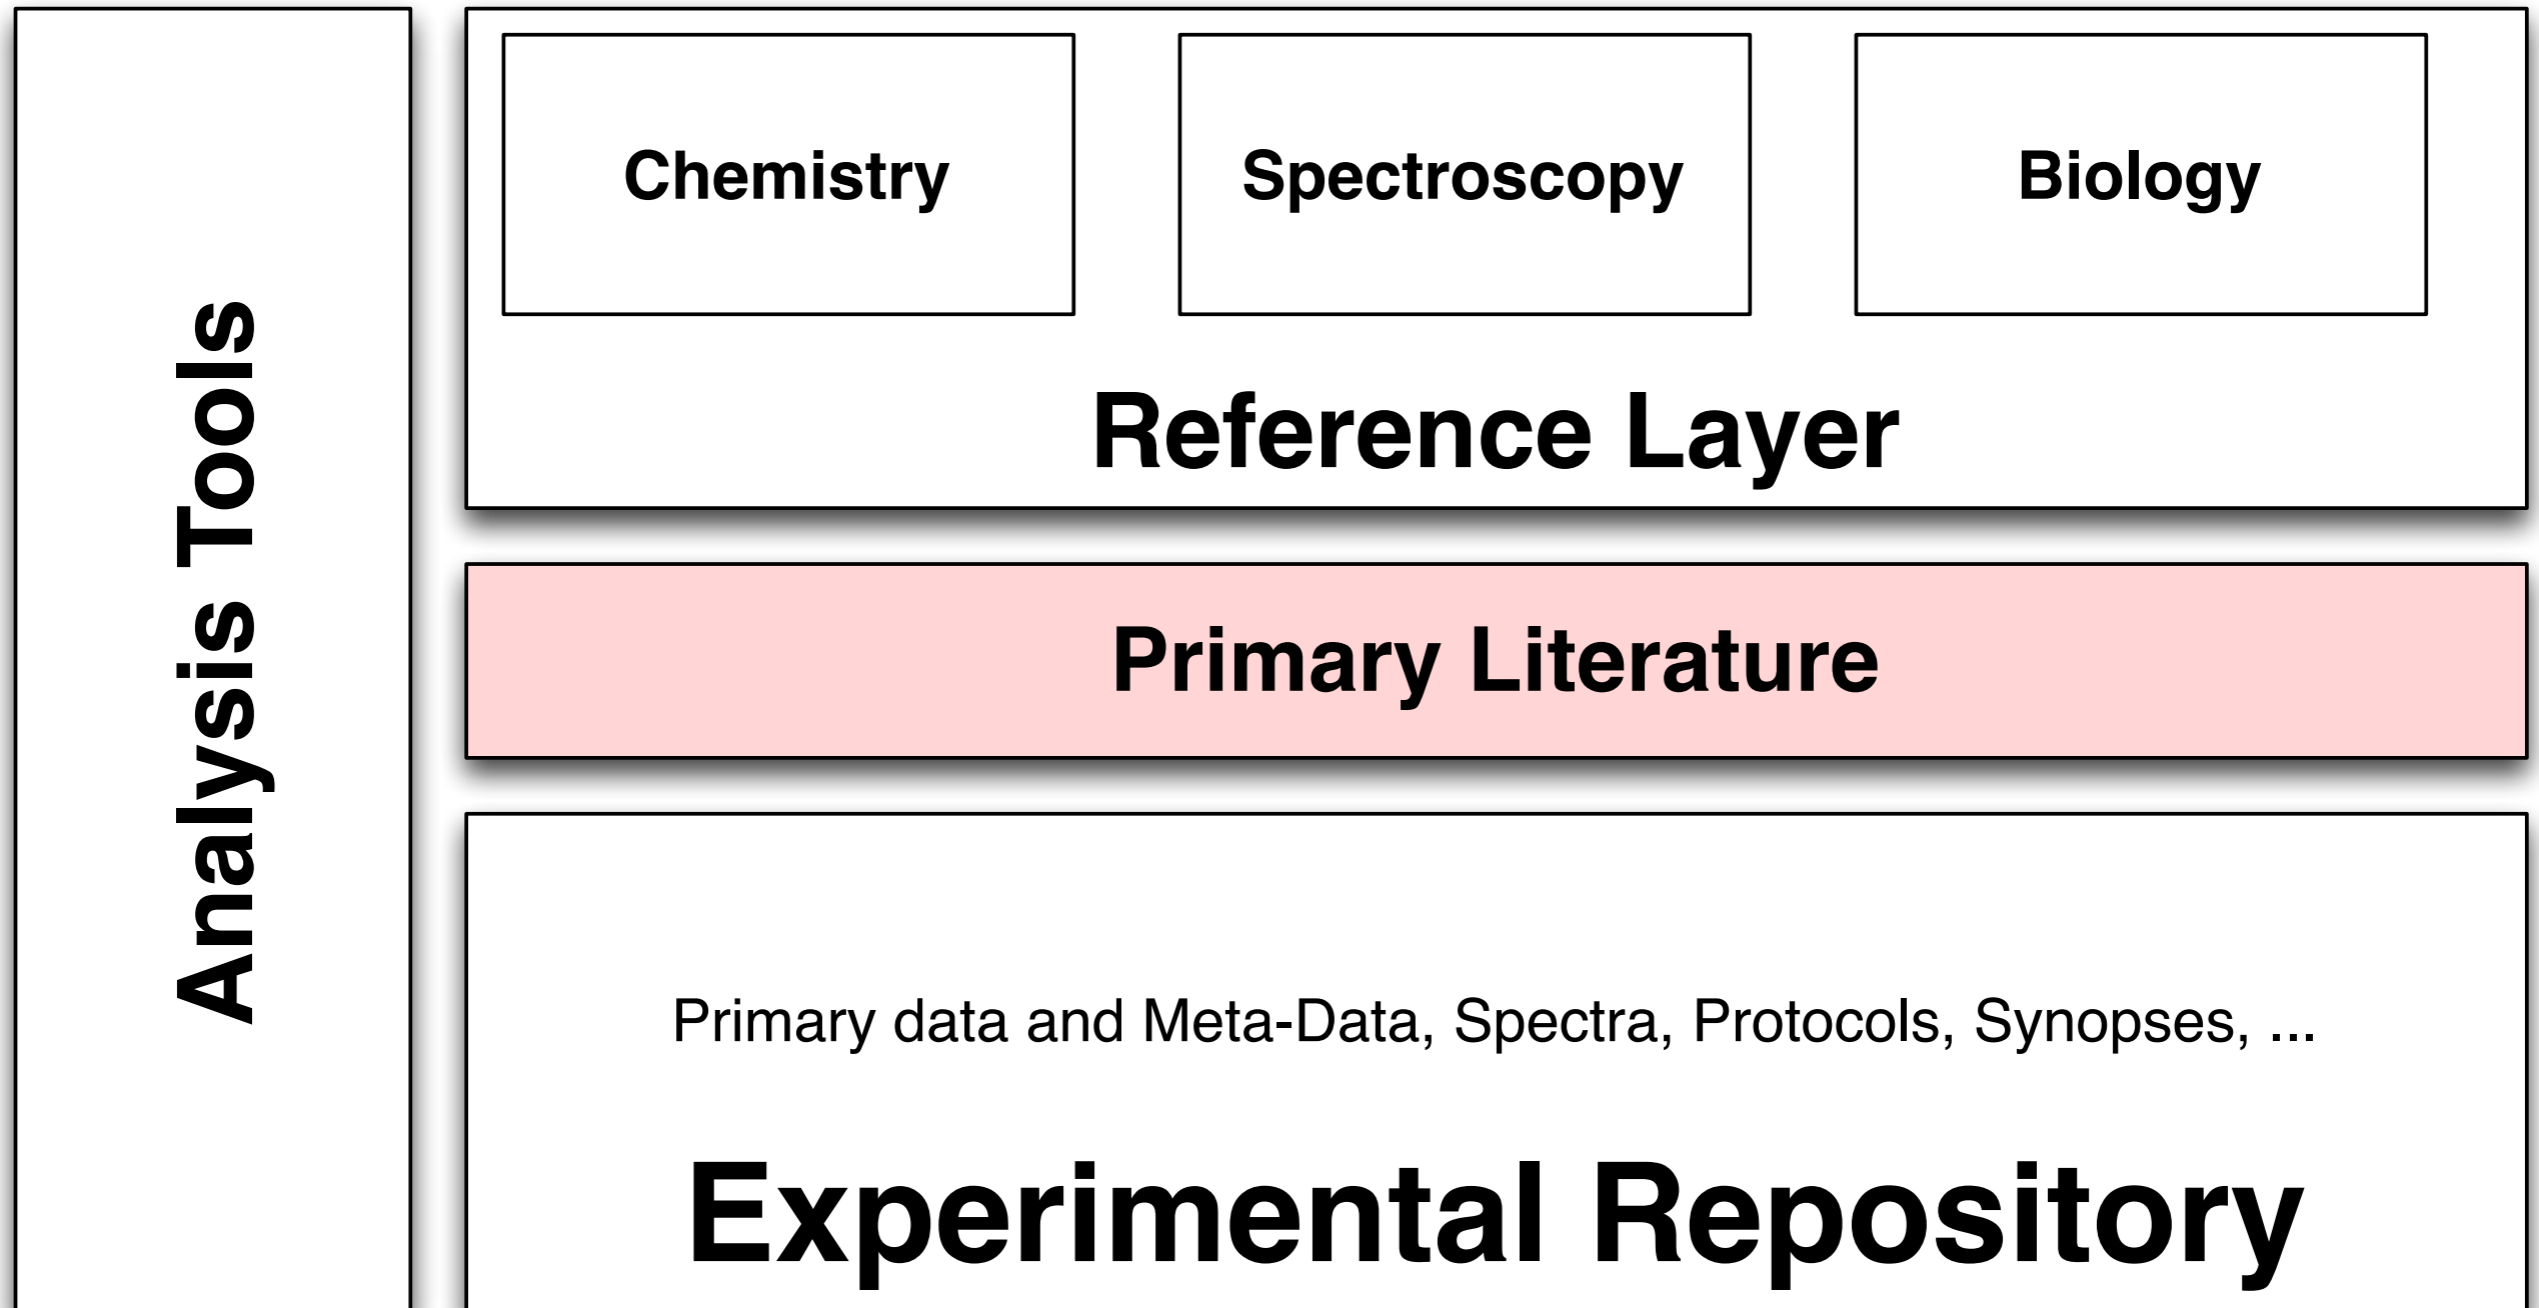 Analysis Tools
Chemistry
Spectroscopy
Biology
Reference Layer
Primary Literature
Primary data and Meta-Data, Spectra, Protocols, Synopses, ...
Experimental Repository